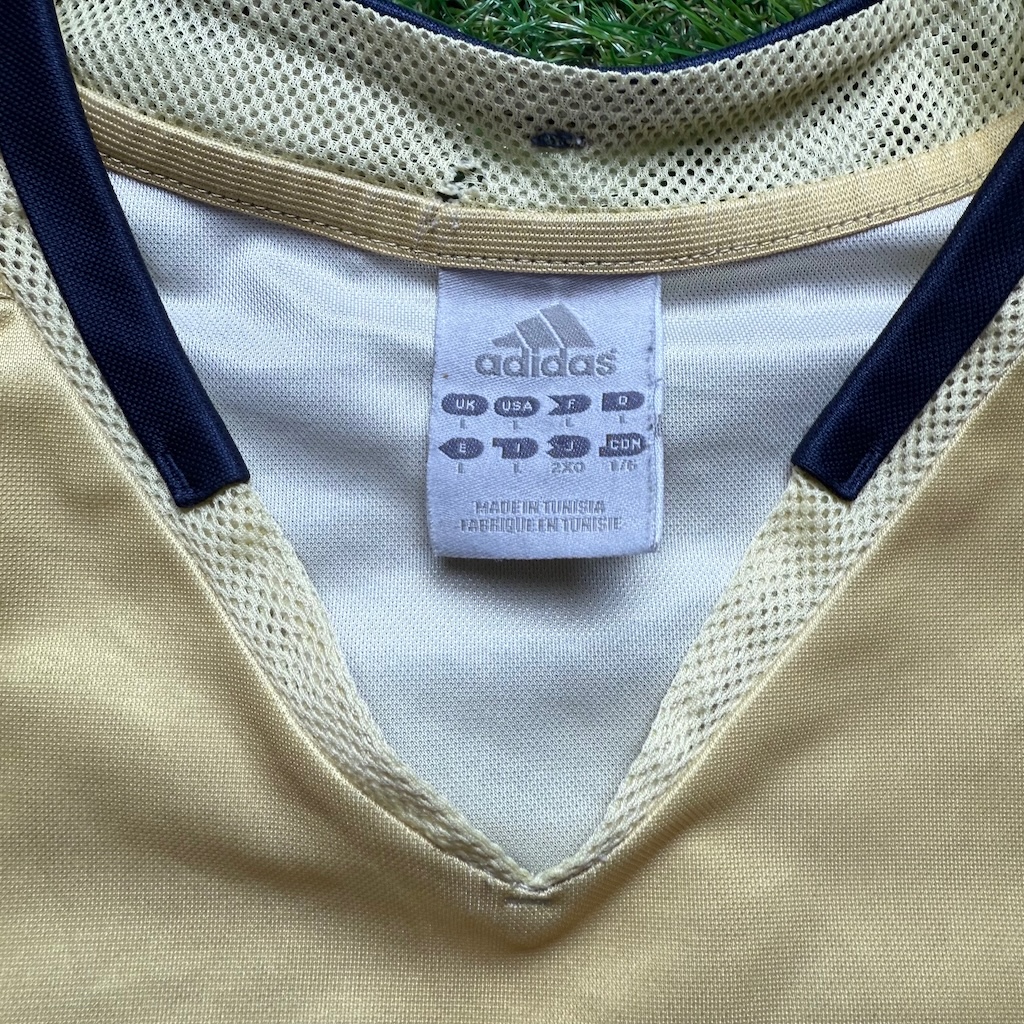 adidas
UK USA F D
L L L L
E I J CDN
L L 2XO
MADE IN TUNISIA
FABRIQUE EN TUNISIE